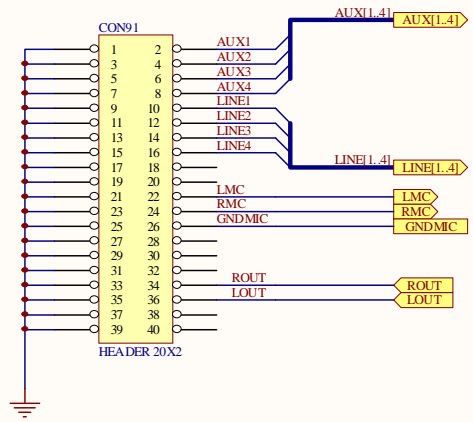 AUX[1..4] AUX[1..4]
CON91
1 2 AUX1
3 4 AUX2
5 6 AUX3
7 8 AUX4
9 10 LINE1
11 12 LINE2
13 14 LINE3
15 16 LINE4
17 18 LINE[1..4] LINE[1..4]
19 20
21 22 LMC LMC
23 24 RMC RMC
25 26 GNDMIC GNDMIC
27 28
29 30
31 32
33 34 ROUT ROUT
35 36 LOUT LOUT
37 38
39 40
HEADER 20X2